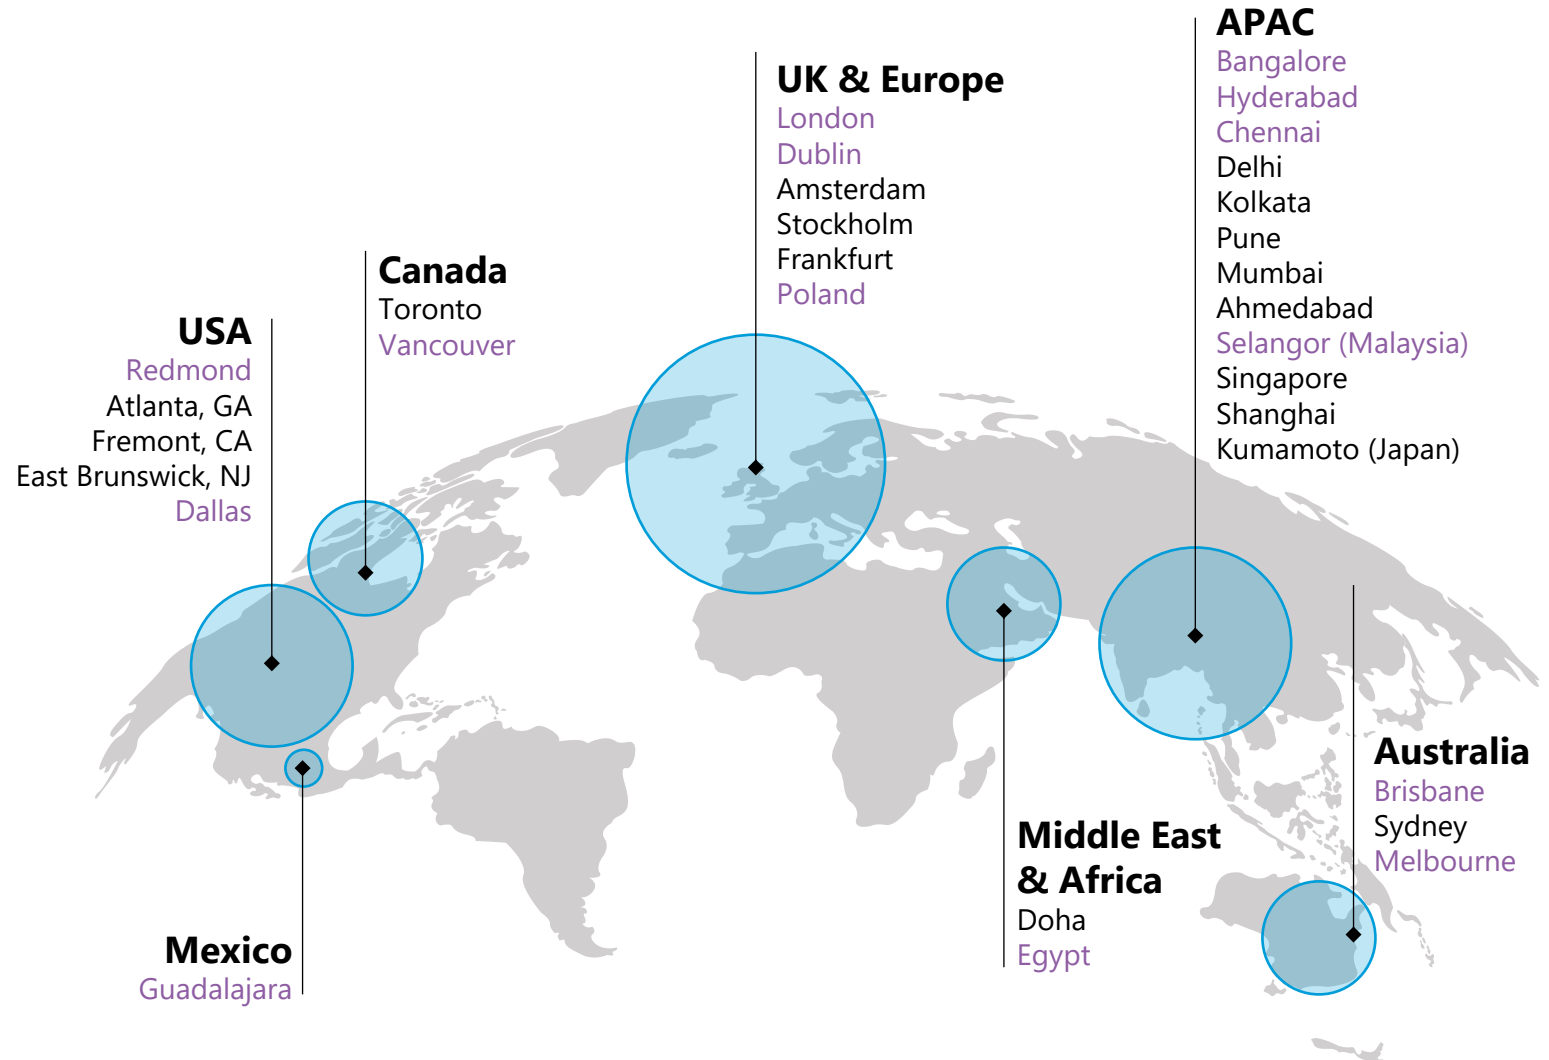 USA
Redmond
Atlanta, GA
Fremont, CA
East Brunswick, NJ
Dallas
Canada
Toronto
Vancouver
UK & Europe
London
Dublin
Amsterdam
Stockholm
Frankfurt
Poland
APAC
Bangalore
Hyderabad
Chennai
Delhi
Kolkata
Pune
Mumbai
Ahmedabad
Selangor (Malaysia)
Singapore
Shanghai
Kumamoto (Japan)
Mexico
Guadalajara
Middle East
& Africa
Doha
Egypt
Australia
Brisbane
Sydney
Melbourne